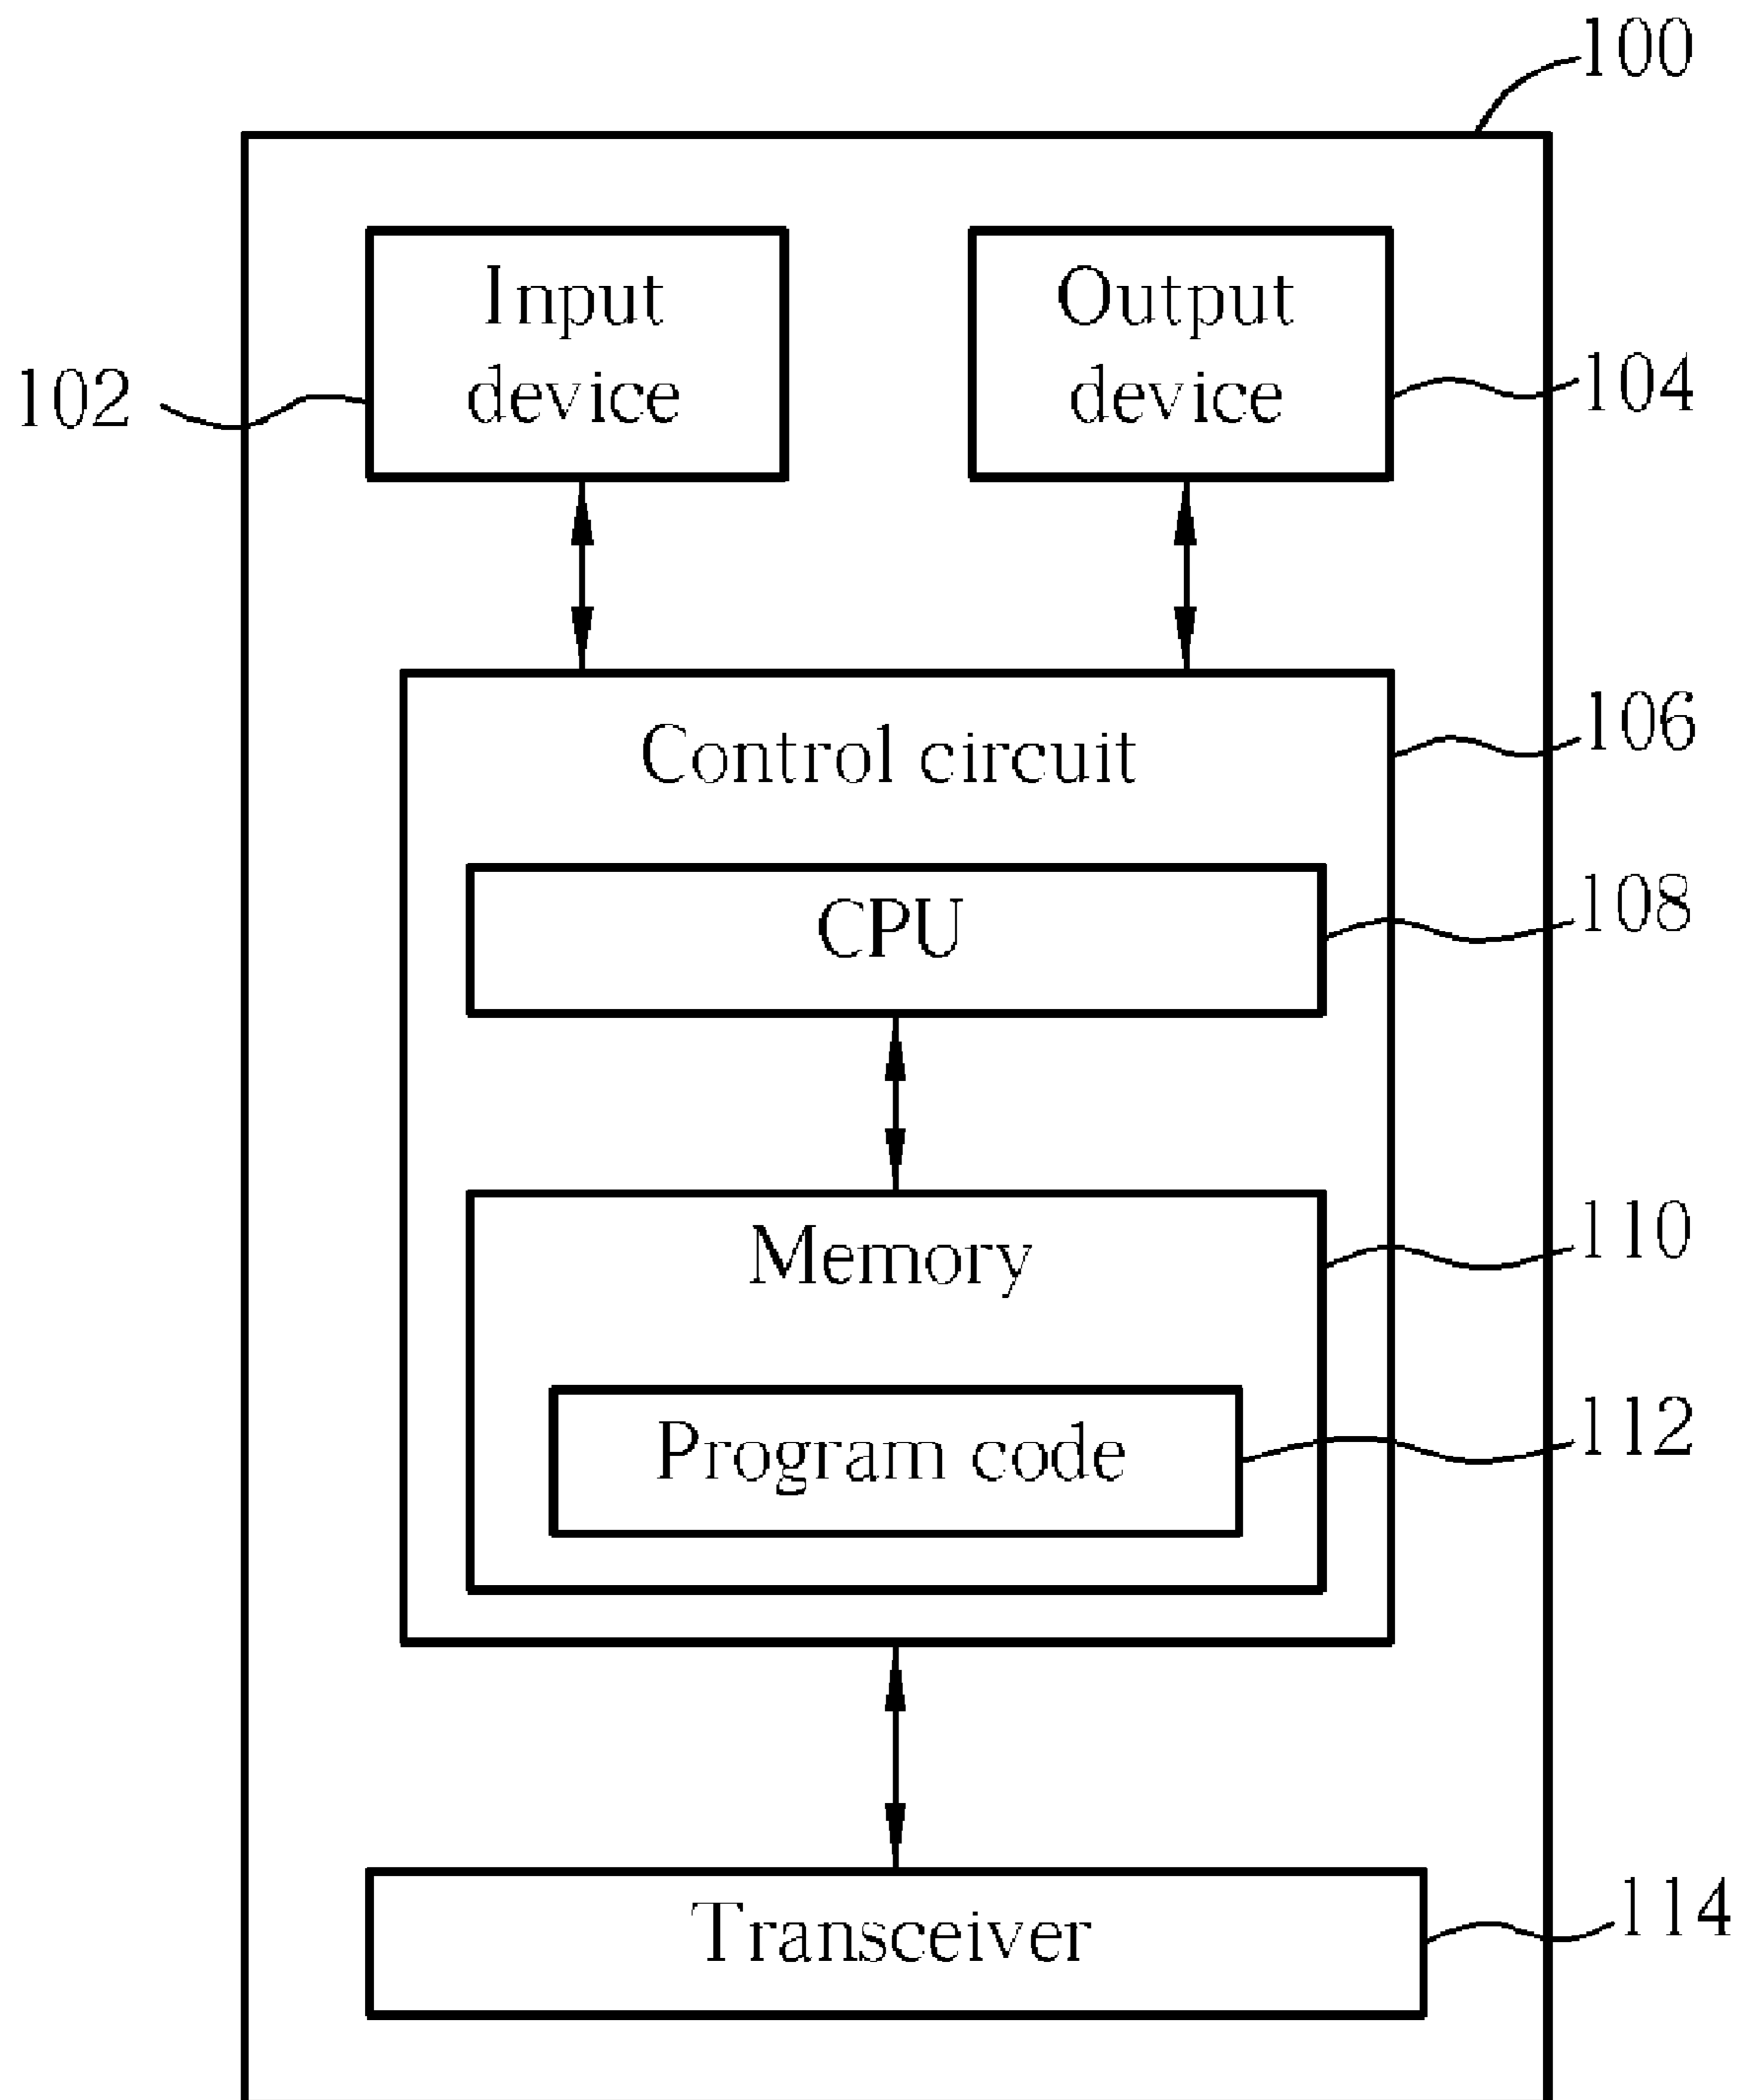 100
Input
device
Output
device
102
104
Control circuit
106
CPU
108
Memory
110
Program code
112
Transceiver
114